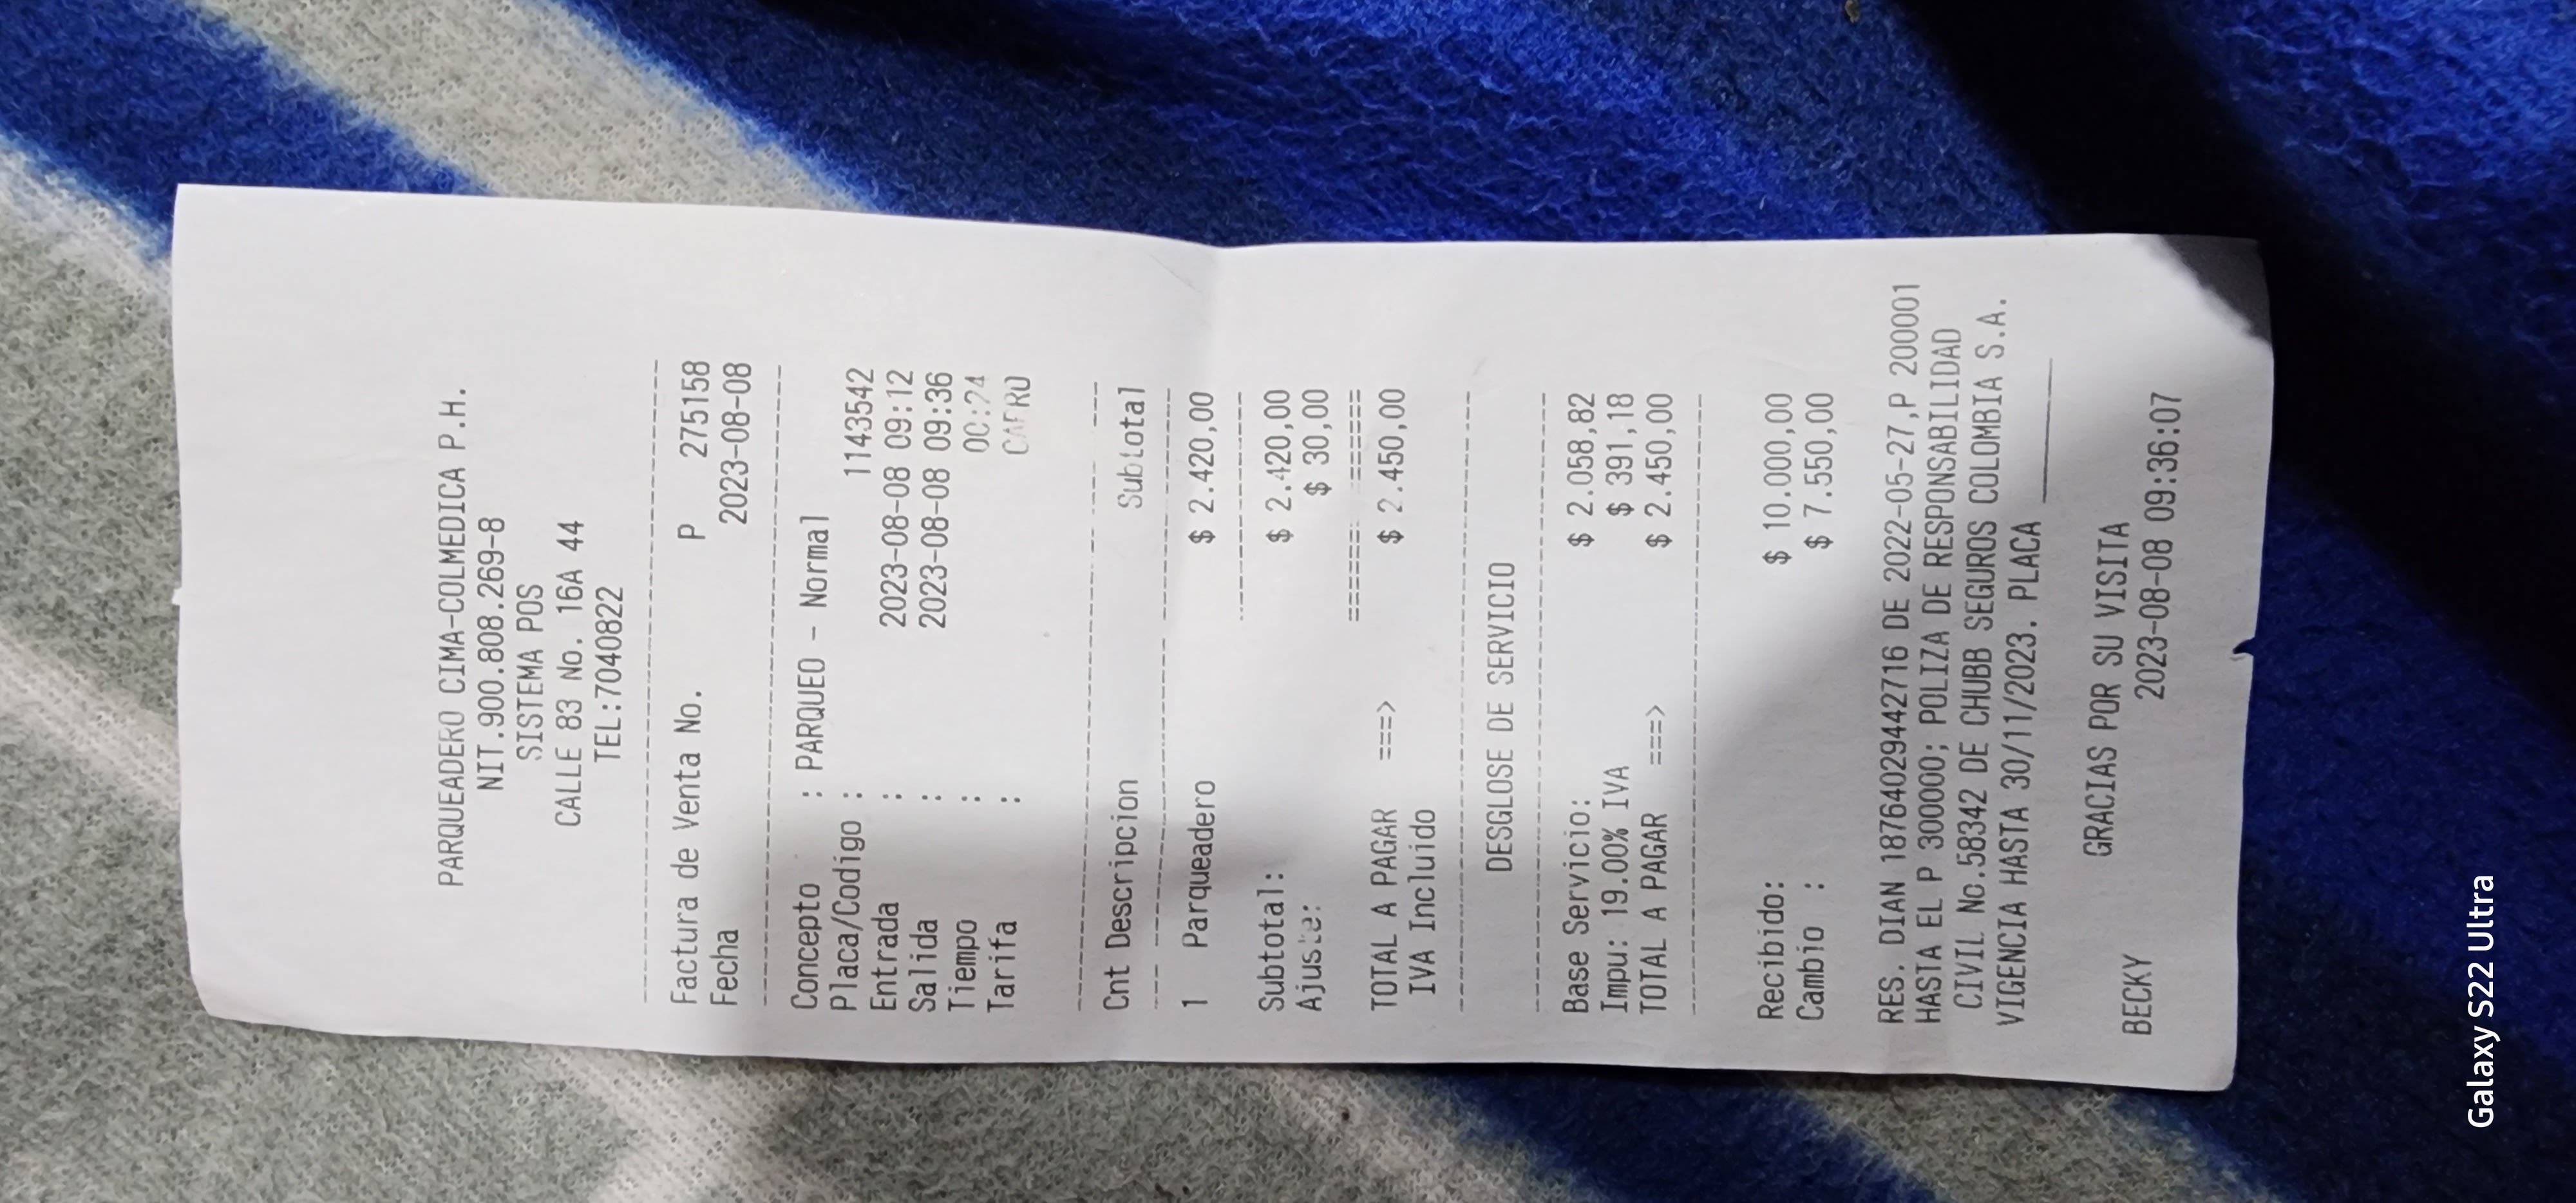 PARQUEADERO CIMA-COLMEDICA P.H.
NIT.900.808.269-8
SISTEMA POS
CALLE 83 No. 16A 44
TEL:7040822
Factura de Venta No. P 275158
Fecha 2023-08-08
Concepto : PARQUEO - Normal
Placa/Codigo : 1143542
Entrada : 2023-08-08 09:12
Salida : 2023-08-08 09:36
Tiempo : 00:24
Tarifa :
Cnt Descripcion Subtotal
1 Parqueadero $ 2.420,00
Subtotal: $ 2.420,00
Ajuste: $ 30,00
TOTAL A PAGAR ===> $ 2.450,00
IVA Incluido
DESGLOSE DE SERVICIO
Base Servicio: $ 2.058,82
Impu: 19.00% IVA $ 391,18
TOTAL A PAGAR ===> $ 2.450,00
Recibido: $ 10.000,00
Cambio : $ 7.550,00
RES. DIAN 18764029442716 DE 2022-05-27,P 200001
HASTA EL P 300000; POLIZA DE RESPONSABILIDAD
CIVIL No.58342 DE CHUBB SEGUROS COLOMBIA S.A.
VIGENCIA HASTA 30/11/2023. PLACA ______
GRACIAS POR SU VISITA
BECKY 2023-08-08 09:36:07
Galaxy S22 Ultra